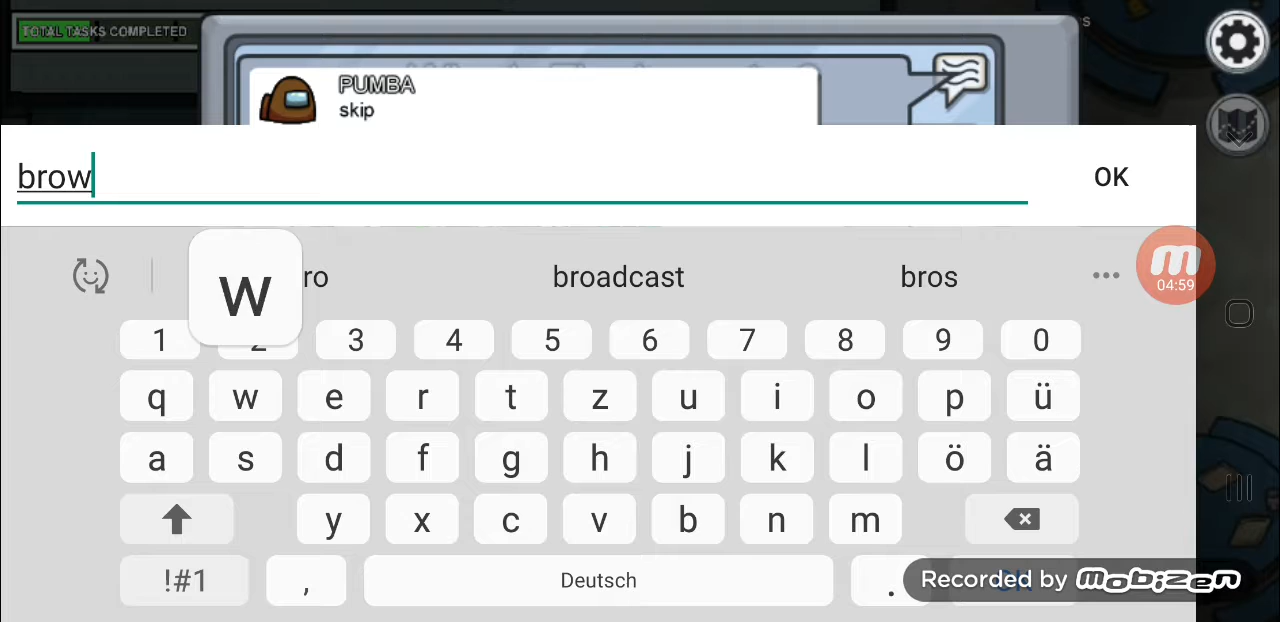 TOTAL TASKS COMPLETED
s
PUMBA
skip
brow
OK
W
ro
broadcast
bros
04:59
1
3
4
5
6
7
8
9
0
q w e r t z u i o p ü
a s d f g h j k l ö ä
y x c v b n m
!#1
,
Deutsch
.
Recorded by mobizen